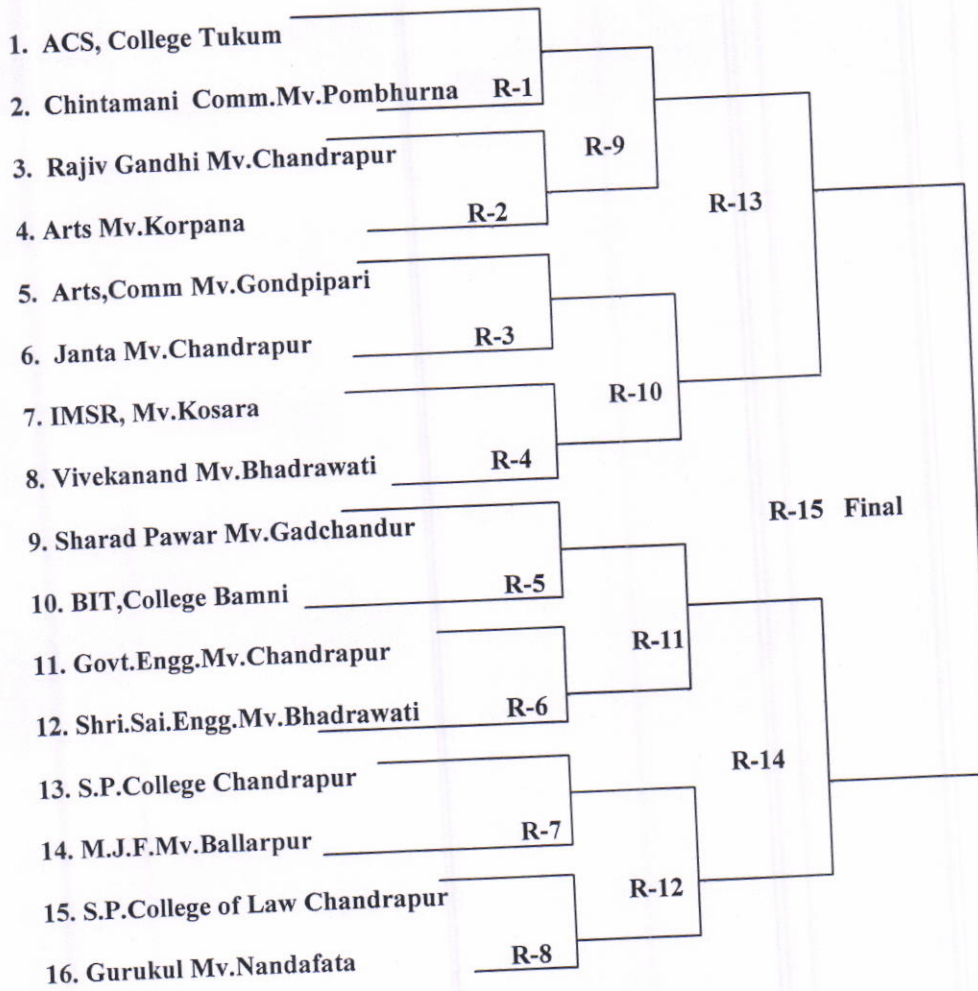 1. ACS, College Tukum
2. Chintamani Comm.Mv.Pombhurna R-1
3. Rajiv Gandhi Mv.Chandrapur
R-9
4. Arts Mv.Korpana R-2
R-13
5. Arts,Comm Mv.Gondpipari
6. Janta Mv.Chandrapur R-3
7. IMSR, Mv.Kosara
R-10
8. Vivekanand Mv.Bhadrawati R-4
R-15 Final
9. Sharad Pawar Mv.Gadchandur
10. BIT,College Bamni R-5
11. Govt.Engg.Mv.Chandrapur
R-11
12. Shri.Sai.Engg.Mv.Bhadrawati R-6
13. S.P.College Chandrapur
R-14
14. M.J.F.Mv.Ballarpur R-7
15. S.P.College of Law Chandrapur
R-12
16. Gurukul Mv.Nandafata R-8